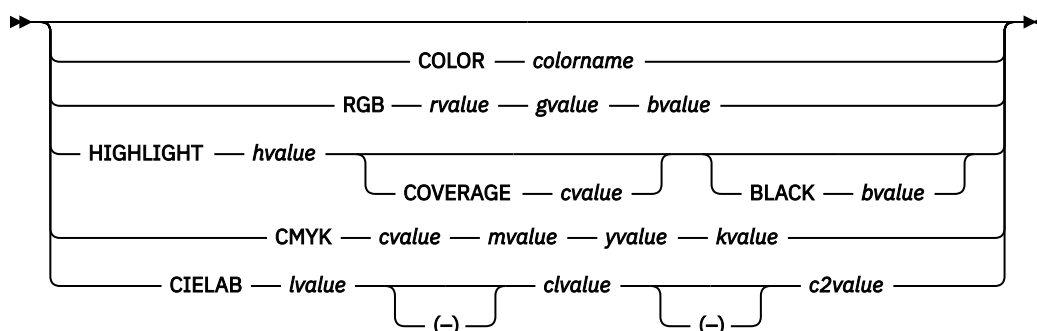 COLOR — colorname
RGB — rvalue — gvalue — bvalue
HIGHLIGHT — hvalue
COVERAGE — cvalue
BLACK — bvalue
CMYK — cvalue — mvalue — yvalue — kvalue
CIELAB — lvalue — clvalue — c2value
(–) (–)